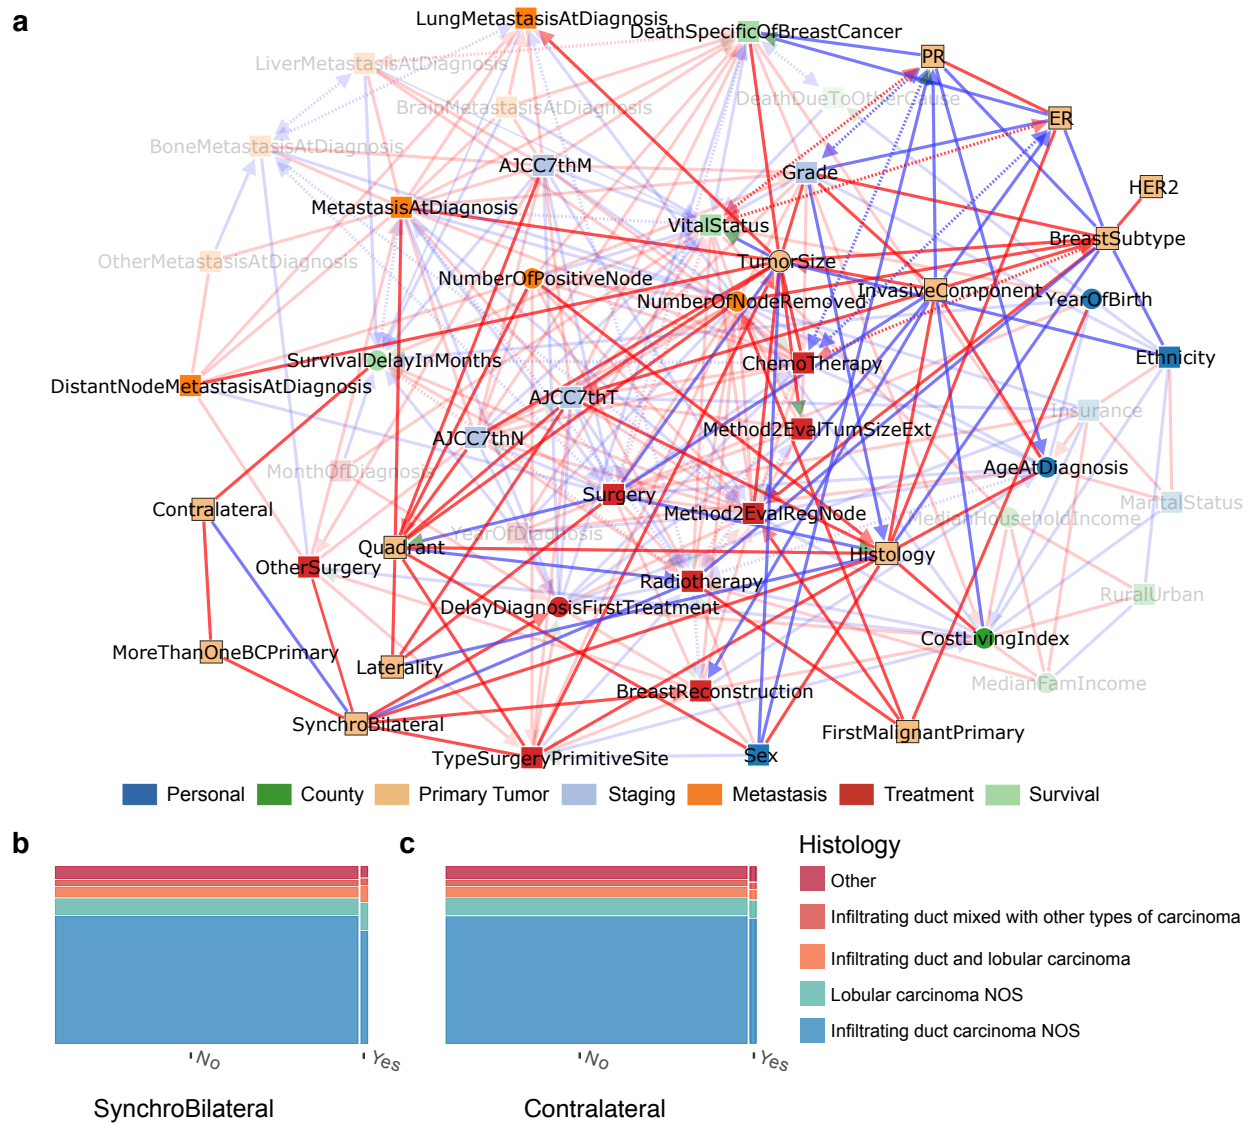 a
LungMetastasisAtDiagnosis
DeathSpecificOfBreastCancer
PR
LiverMetastasisAtDiagnosis
BrainMetastasisAtDiagnosis
DeathDueToOtherCause
ER
BoneMetastasisAtDiagnosis
AJCC7thM
Grade
HER2
MetastasisAtDiagnosis
VitalStatus
BreastSubtype
OtherMetastasisAtDiagnosis
TumorSize
NumberOfPositiveNode
NumberOfNodeRemoved
InvasiveComponent
YearOfBirth
SurvivalDelayInMonths
ChemoTherapy
Ethnicity
DistantNodeMetastasisAtDiagnosis
AJCC7thT
Insurance
AJCC7thN
Method2EvalTumSizeExt
MonthOfDiagnosis
AgeAtDiagnosis
Surgery
MaritalStatus
Contralateral
Method2EvalRegNode
MedianHouseholdIncome
YearOfDiagnosis
Quadrant
Histology
OtherSurgery
Radiotherapy
RuralUrban
DelayDiagnosisFirstTreatment
CostLivingIndex
MoreThanOneBCPrimary
Laterality
MedianFamIncome
BreastReconstruction
SynchroBilateral
FirstMalignantPrimary
TypeSurgeryPrimitiveSite
Sex
Personal County Primary Tumor Staging Metastasis Treatment Survival
b
No
Yes
SynchroBilateral
c
No
Yes
Contralateral
Histology
Other
Infiltrating duct mixed with other types of carcinoma
Infiltrating duct and lobular carcinoma
Lobular carcinoma NOS
Infiltrating duct carcinoma NOS